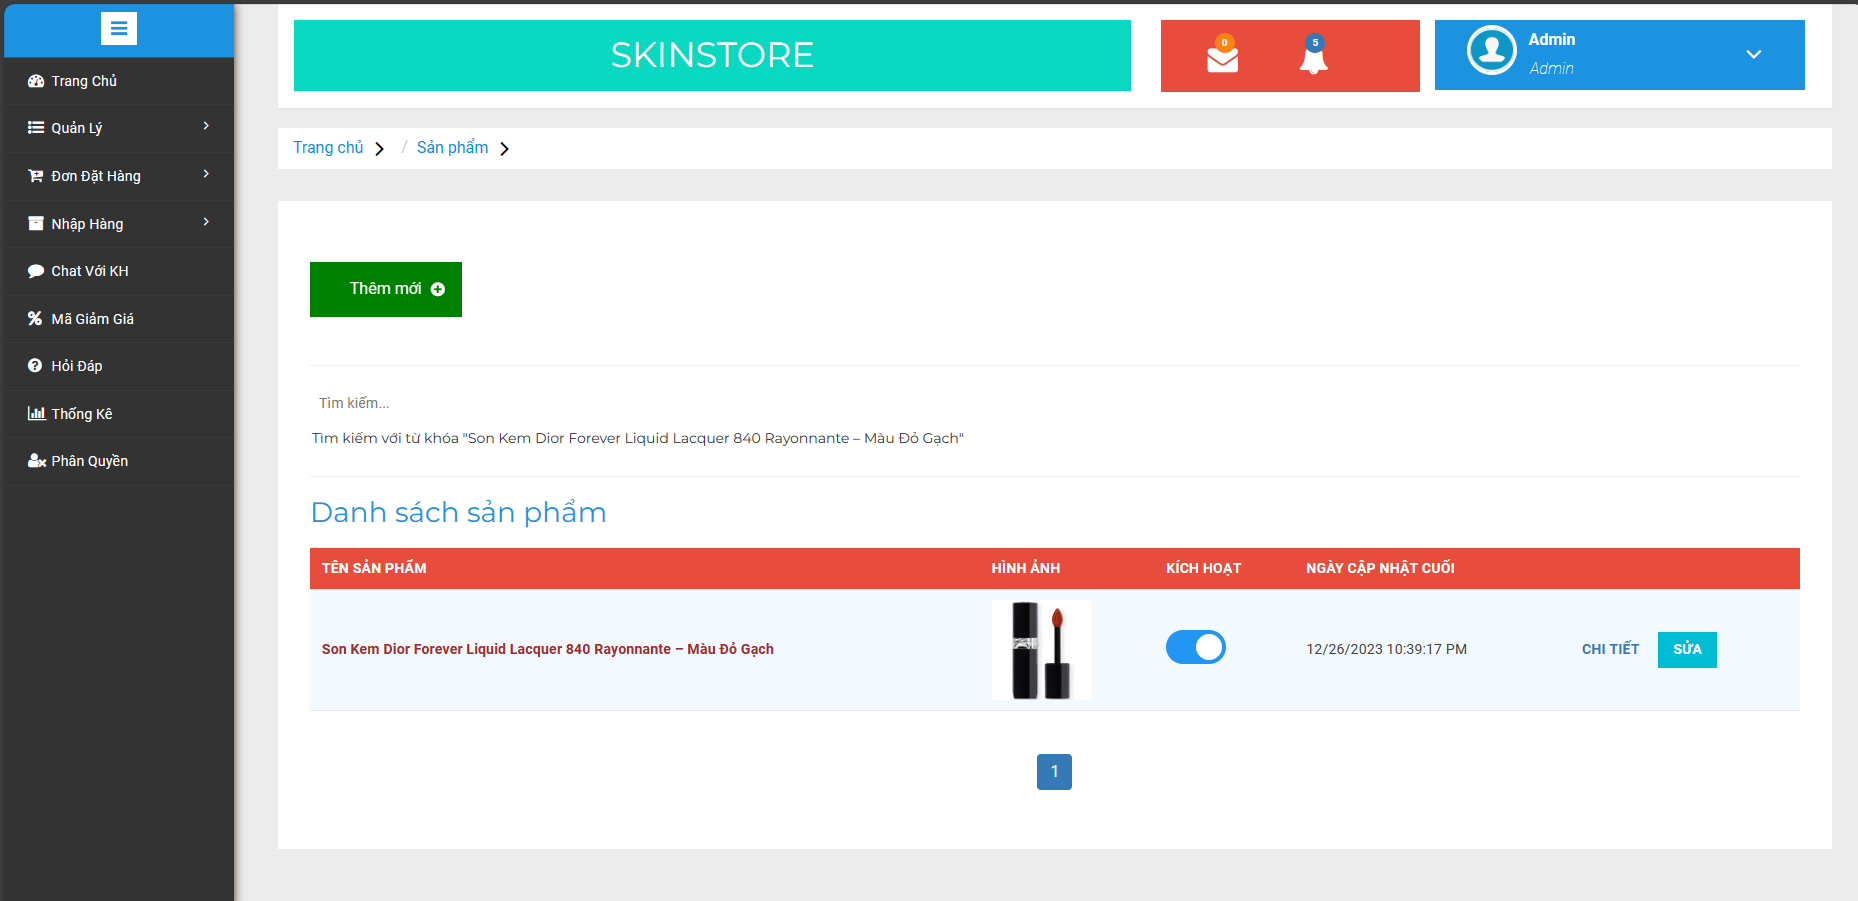 SKINSTORE
0
5
Admin
Admin
Trang Chủ
Quản Lý
Đơn Đặt Hàng
Nhập Hàng
Chat Với KH
Mã Giảm Giá
Hỏi Đáp
Thống Kê
Phân Quyền
Trang chủ / Sản phẩm
Thêm mới
Tìm kiếm...
Tìm kiếm với từ khóa "Son Kem Dior Forever Liquid Lacquer 840 Rayonnante – Màu Đỏ Gạch"
Danh sách sản phẩm
TÊN SẢN PHẨM HÌNH ẢNH KÍCH HOẠT NGÀY CẬP NHẬT CUỐI
Son Kem Dior Forever Liquid Lacquer 840 Rayonnante – Màu Đỏ Gạch 12/26/2023 10:39:17 PM CHI TIẾT SỬA
1